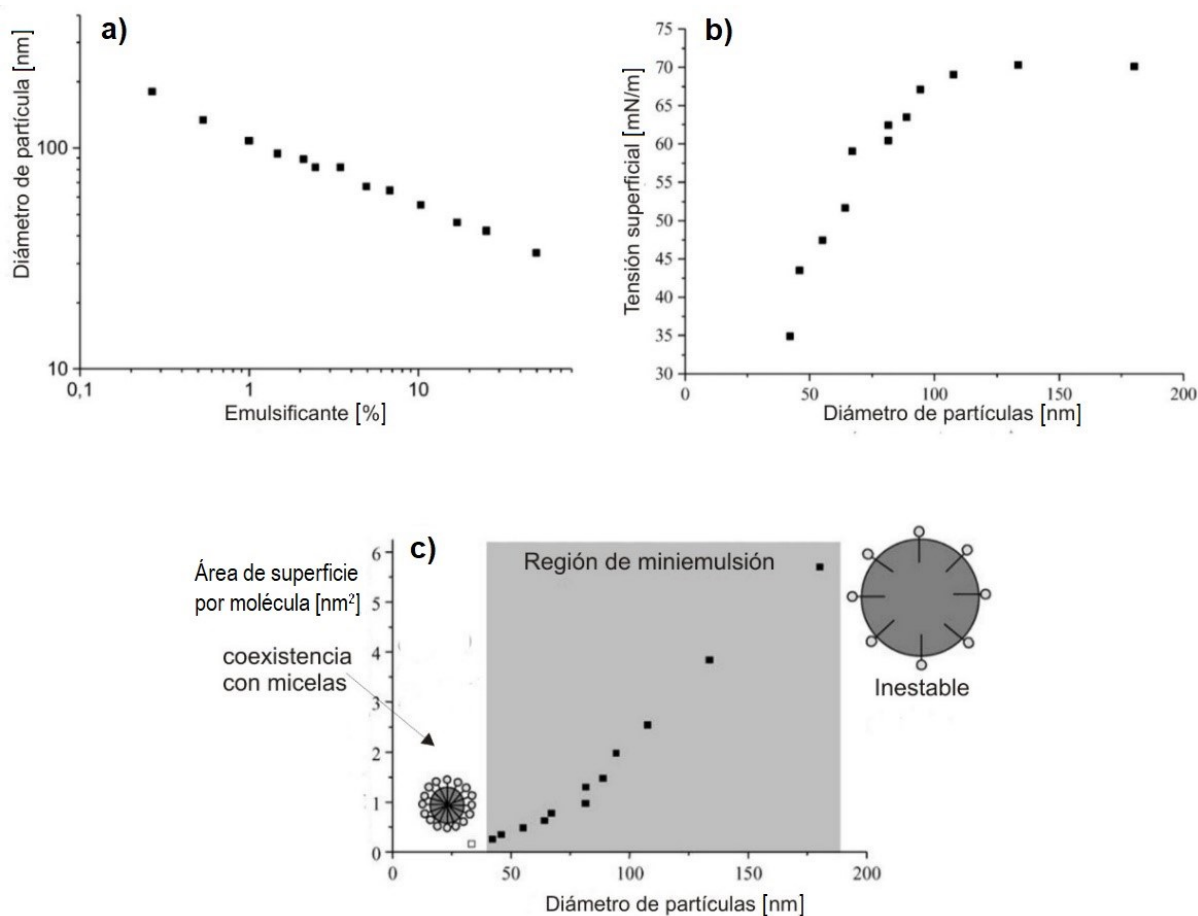 a)
Diámetro de partícula [nm]
100
10
0,1
1
10
Emulsificante [%]
b)
Tensión superficial [mN/m]
70
65
60
55
50
45
40
35
30
0
50
100
150
200
Diámetro de partículas [nm]
c)
Región de miniemulsión
Área de superficie
por molécula [nm²]
coexistencia
con micelas
6
5
4
3
2
1
0
0
50
100
150
200
Diámetro de partículas [nm]
Inestable